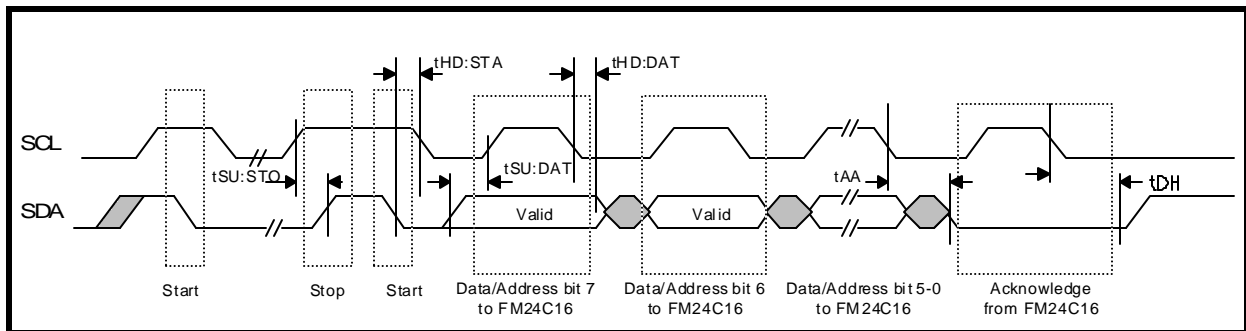 tHD:STA
tHD:DAT
SCL
tSU:STO
tSU:DAT
tAA
tDH
SDA
Valid
Valid
Start
Stop
Start
Data/Address bit 7
to FM24C16
Data/Address bit 6
to FM24C16
Data/Address bit 5-0
to FM24C16
Acknowledge
from FM24C16